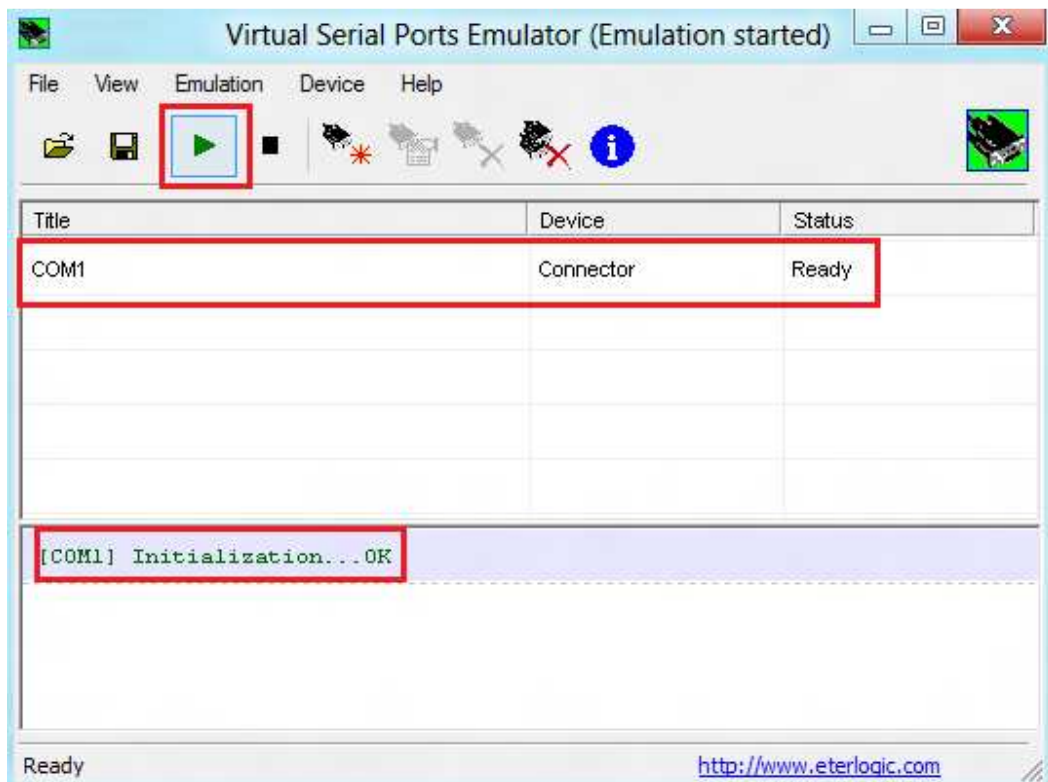 Virtual Serial Ports Emulator (Emulation started)
File View Emulation Device Help
Title Device Status
COM1 Connector Ready
[COM1] Initialization...OK
Ready http://www.eterlogic.com